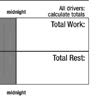 All drivers:
midnight
calculate totals
Total Work:
Total Rest:
midnight